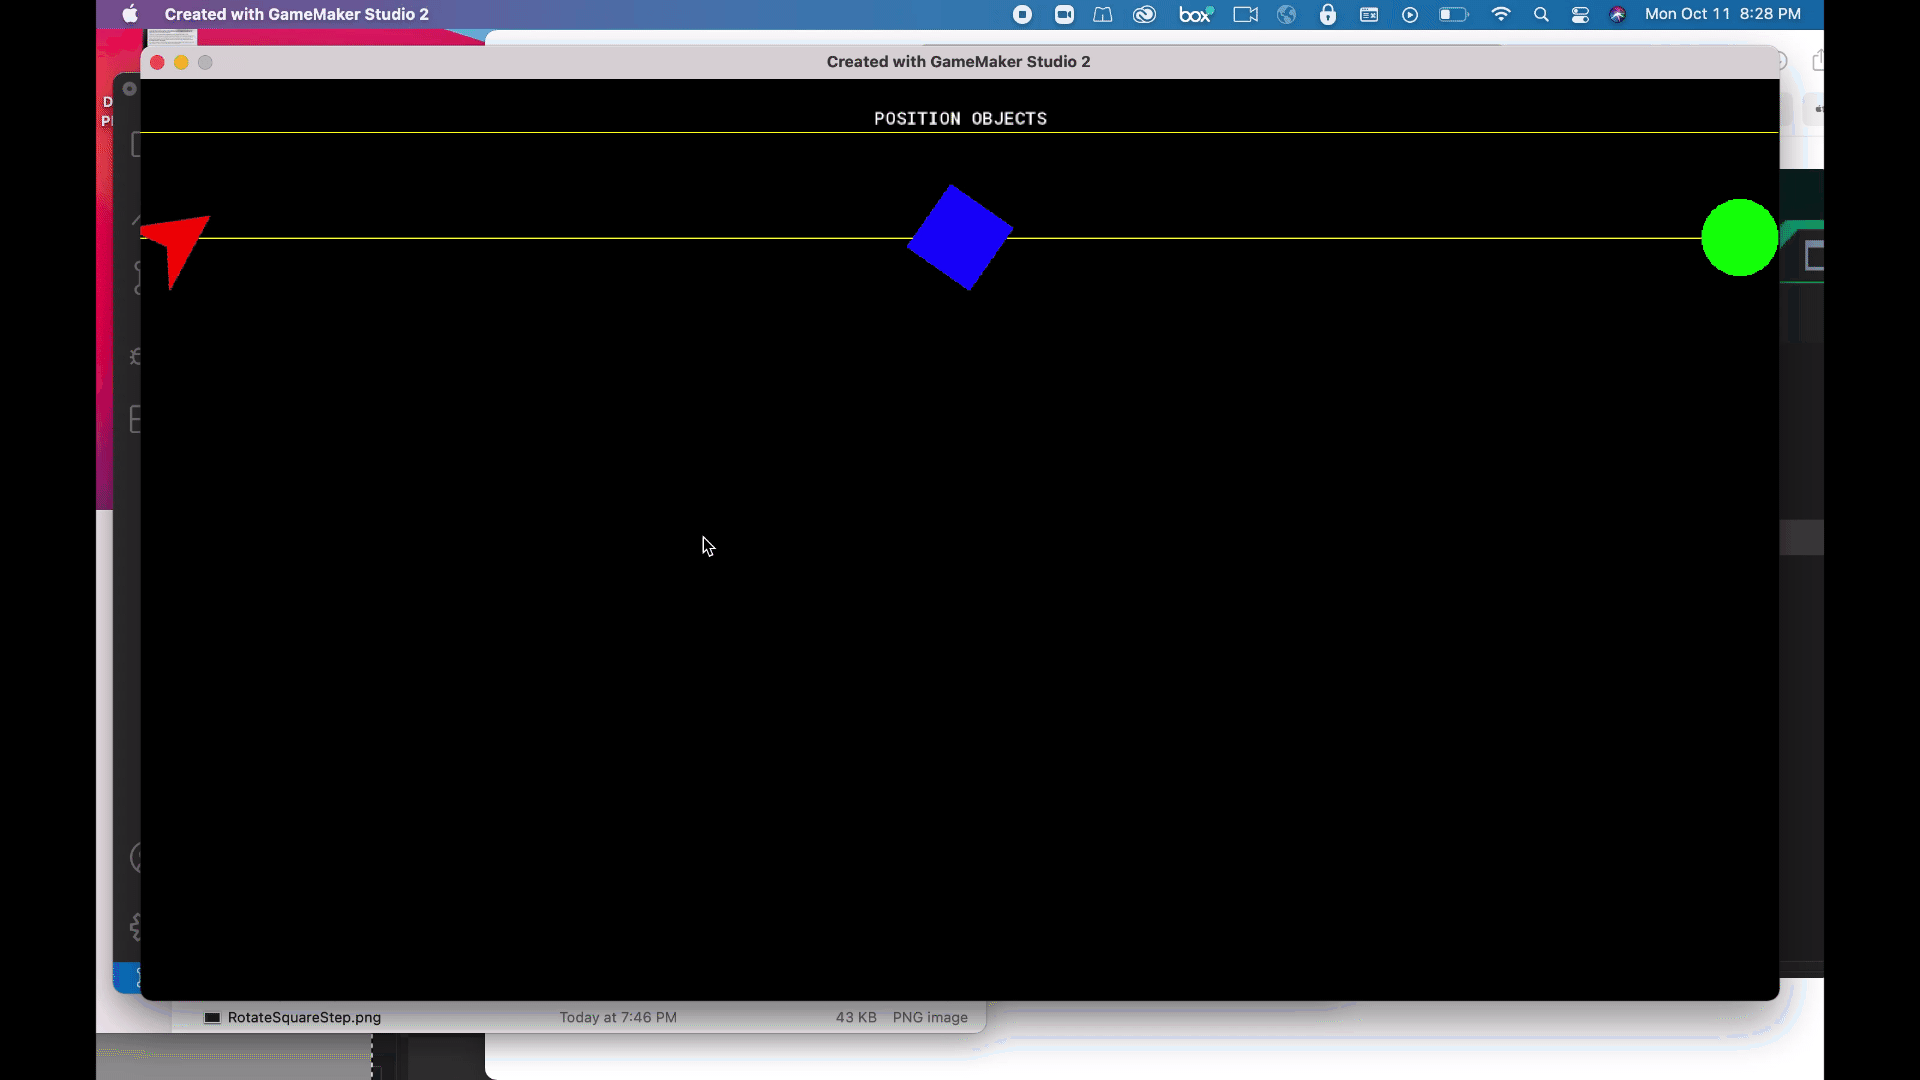 Created with GameMaker Studio 2
box
Mon Oct 11 8:28 PM
Created with GameMaker Studio 2
D
P
POSITION OBJECTS
RotateSquareStep.png Today at 7:46 PM 43 KB PNG image